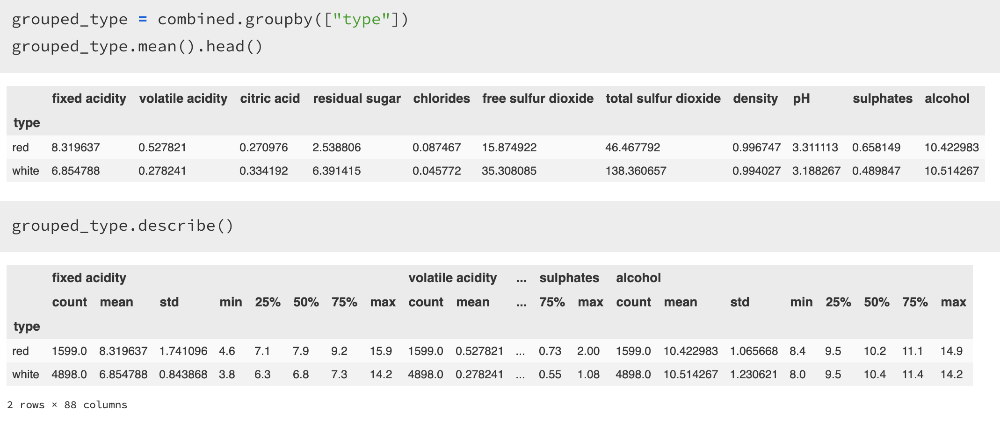 grouped_type = combined.groupby(["type"])
grouped_type.mean().head()
fixed acidity volatile acidity citric acid residual sugar chlorides free sulfur dioxide total sulfur dioxide density pH sulphates alcohol
type
red 8.319637 0.527821 0.270976 2.538806 0.087467 15.874922 46.467792 0.996747 3.311113 0.658149 10.422983
white 6.854788 0.278241 0.334192 6.391415 0.045772 35.308085 138.360657 0.994027 3.188267 0.489847 10.514267
grouped_type.describe()
fixed acidity volatile acidity ... sulphates alcohol
count mean std min 25% 50% 75% max count mean ... 75% max count mean std min 25% 50% 75% max
type
red 1599.0 8.319637 1.741096 4.6 7.1 7.9 9.2 15.9 1599.0 0.527821 ... 0.73 2.00 1599.0 10.422983 1.065668 8.4 9.5 10.2 11.1 14.9
white 4898.0 6.854788 0.843868 3.8 6.3 6.8 7.3 14.2 4898.0 0.278241 ... 0.55 1.08 4898.0 10.514267 1.230621 8.0 9.5 10.4 11.4 14.2
2 rows × 88 columns